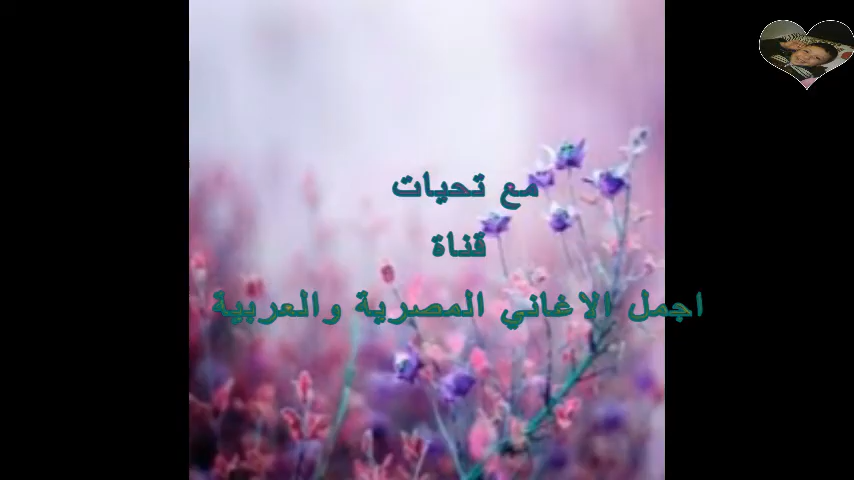 مع تحيات
قناة
اجمل الاغاني المصرية والعربية